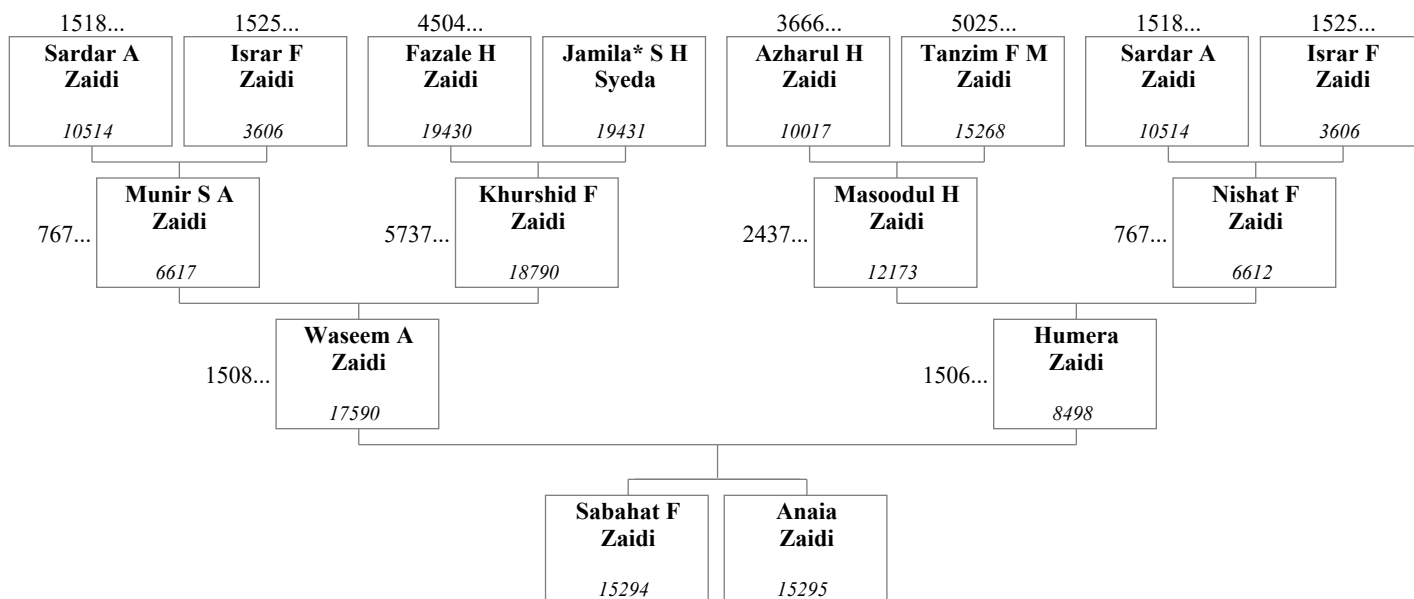 1518... 1525... 4504... 3666... 5025... 1518... 1525...
Sardar A Zaidi 10514
Israr F Zaidi 3606
Fazale H Zaidi 19430
Jamila* S H Syeda 19431
Azharul H Zaidi 10017
Tanzim F M Zaidi 15268
Sardar A Zaidi 10514
Israr F Zaidi 3606
767... Munir S A Zaidi 6617
5737... Khurshid F Zaidi 18790
2437... Masoodul H Zaidi 12173
767... Nishat F Zaidi 6612
1508... Waseem A Zaidi 17590
1506... Humera Zaidi 8498
Sabahat F Zaidi 15294
Anaia Zaidi 15295